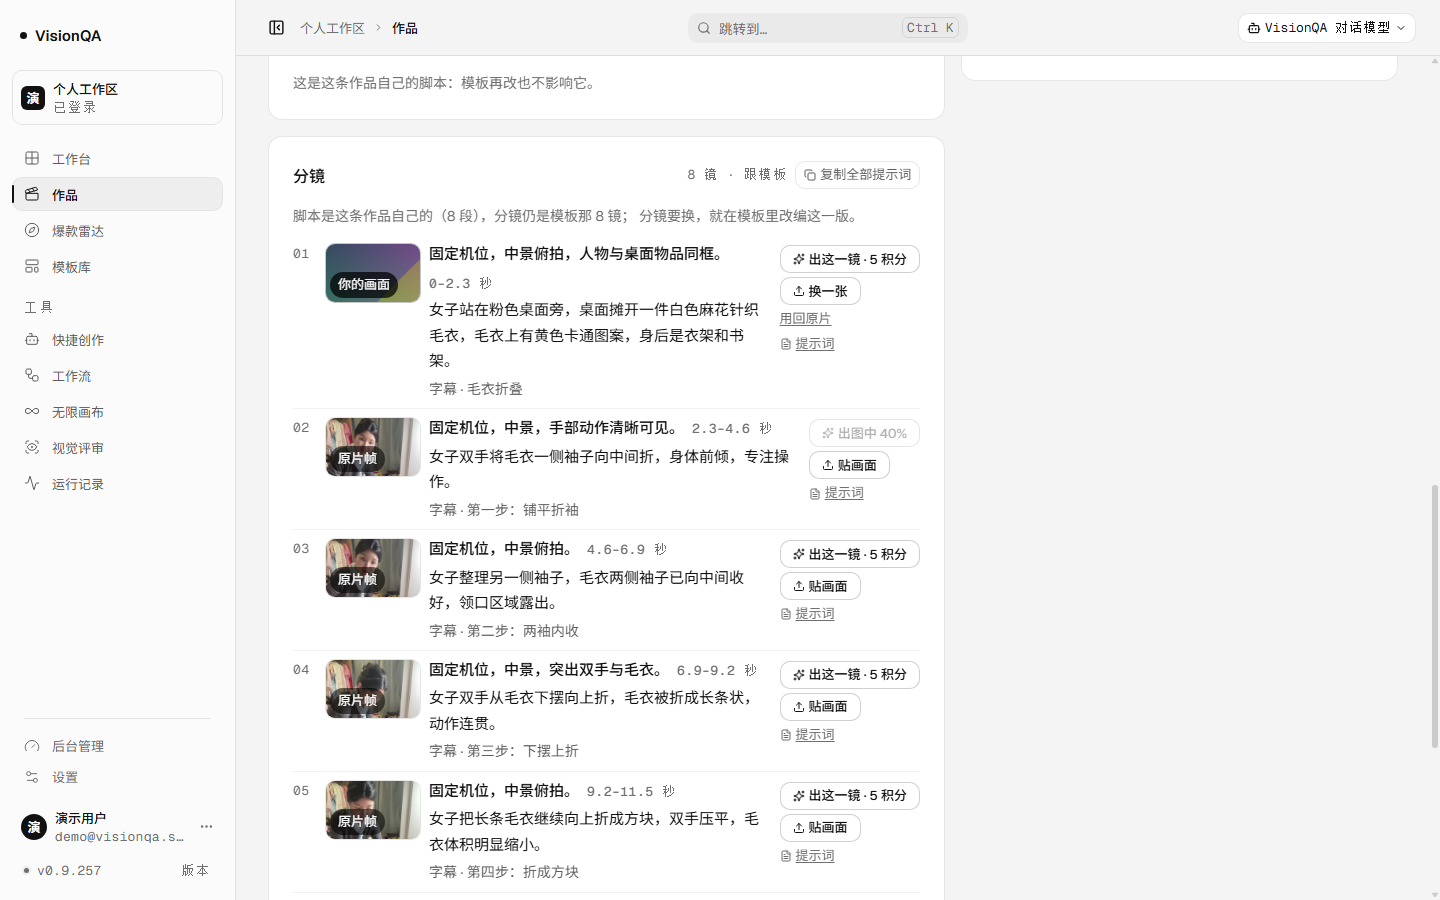 VisionQA
个人工作区
作品
跳转到...
Ctrl K
VisionQA 对话模型
演
个人工作区
已登录
工作台
作品
爆款雷达
模板库
工具
快捷创作
工作流
无限画布
视觉评审
运行记录
后台管理
设置
演
演示用户
demo@visionqa.s…
v0.9.257
版本
这是这条作品自己的脚本：模板再改也不影响它。
分镜
8 镜 · 跟模板
复制全部提示词
脚本是这条作品自己的（8 段），分镜仍是模板那 8 镜； 分镜要换，就在模板里改编这一版。
01
你的画面
固定机位，中景俯拍，人物与桌面物品同框。
0–2.3 秒
女子站在粉色桌面旁，桌面摊开一件白色麻花针织
毛衣，毛衣上有黄色卡通图案，身后是衣架和书
架。
字幕 · 毛衣折叠
出这一镜 · 5 积分
换一张
用回原片
提示词
02
原片帧
固定机位，中景，手部动作清晰可见。 2.3–4.6 秒
女子双手将毛衣一侧袖子向中间折，身体前倾，专注操
作。
字幕 · 第一步：铺平折袖
出图中 40%
贴画面
提示词
03
原片帧
固定机位，中景俯拍。 4.6–6.9 秒
女子整理另一侧袖子，毛衣两侧袖子已向中间收
好，领口区域露出。
字幕 · 第二步：两袖内收
出这一镜 · 5 积分
贴画面
提示词
04
原片帧
固定机位，中景，突出双手与毛衣。 6.9–9.2 秒
女子双手从毛衣下摆向上折，毛衣被折成长条状，
动作连贯。
字幕 · 第三步：下摆上折
出这一镜 · 5 积分
贴画面
提示词
05
原片帧
固定机位，中景俯拍。 9.2–11.5 秒
女子把长条毛衣继续向上折成方块，双手压平，毛
衣体积明显缩小。
字幕 · 第四步：折成方块
出这一镜 · 5 积分
贴画面
提示词